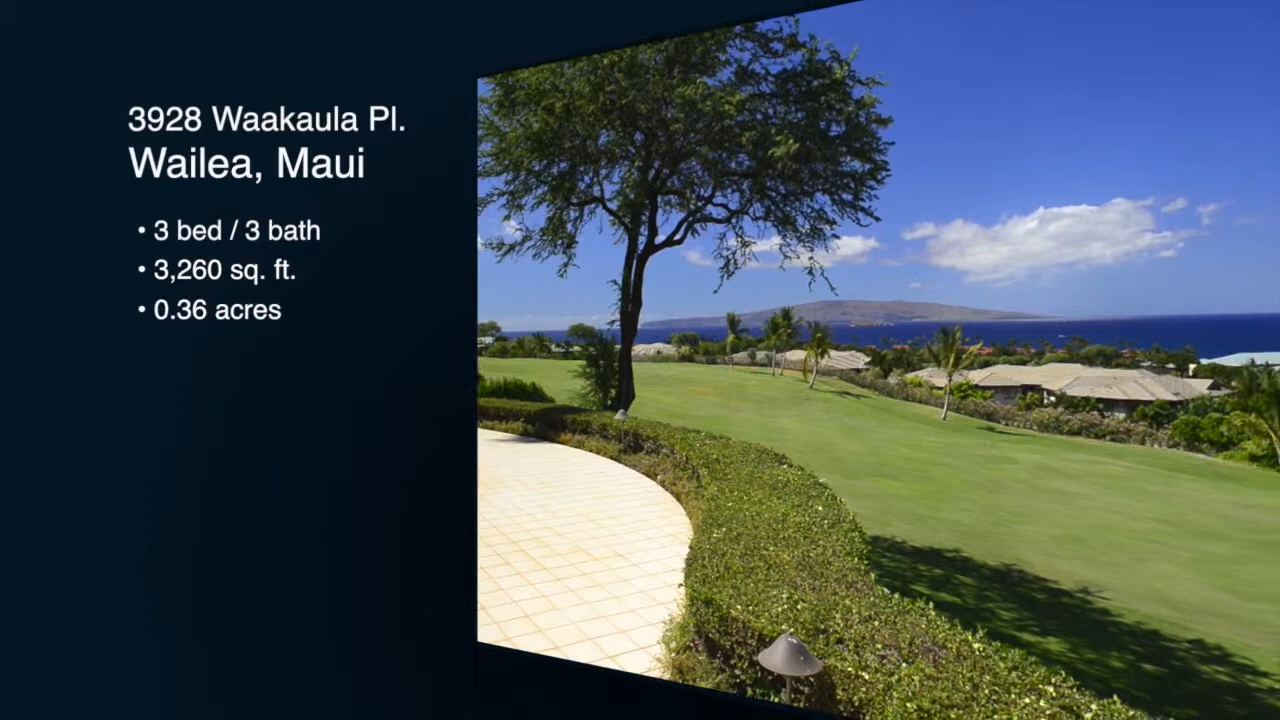 3928 Waakaula Pl.
Wailea, Maui
• 3 bed / 3 bath
• 3,260 sq. ft.
• 0.36 acres